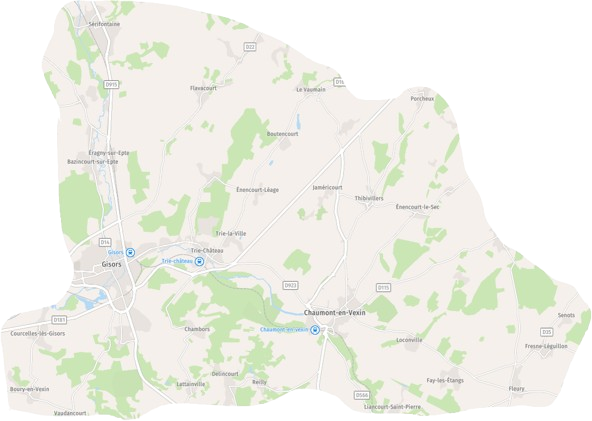 Sérifontaine
D22
D915
D16
Flavacourt
Le Vaumain
Porcheux
Boutencourt
Éragny-sur-Epte
Bazincourt-sur-Epte
Énencourt-Léage
Jaméricourt
Thibivillers
Énencourt-le-Sec
Trie-la-Ville
D14
Gisors
Trie-Château
Gisors
Trie-château
D923
D115
Chaumont-en-Vexin
Senots
D181
Courcelles-lès-Gisors
Chambors
Chaumont-en-vexin
D35
Loconville
Fresne-Léguillon
Delincourt
Lattainville
Reilly
Fay-les-Étangs
Boury-en-Vexin
Fleury
D566
Liancourt-Saint-Pierre
Vaudancourt